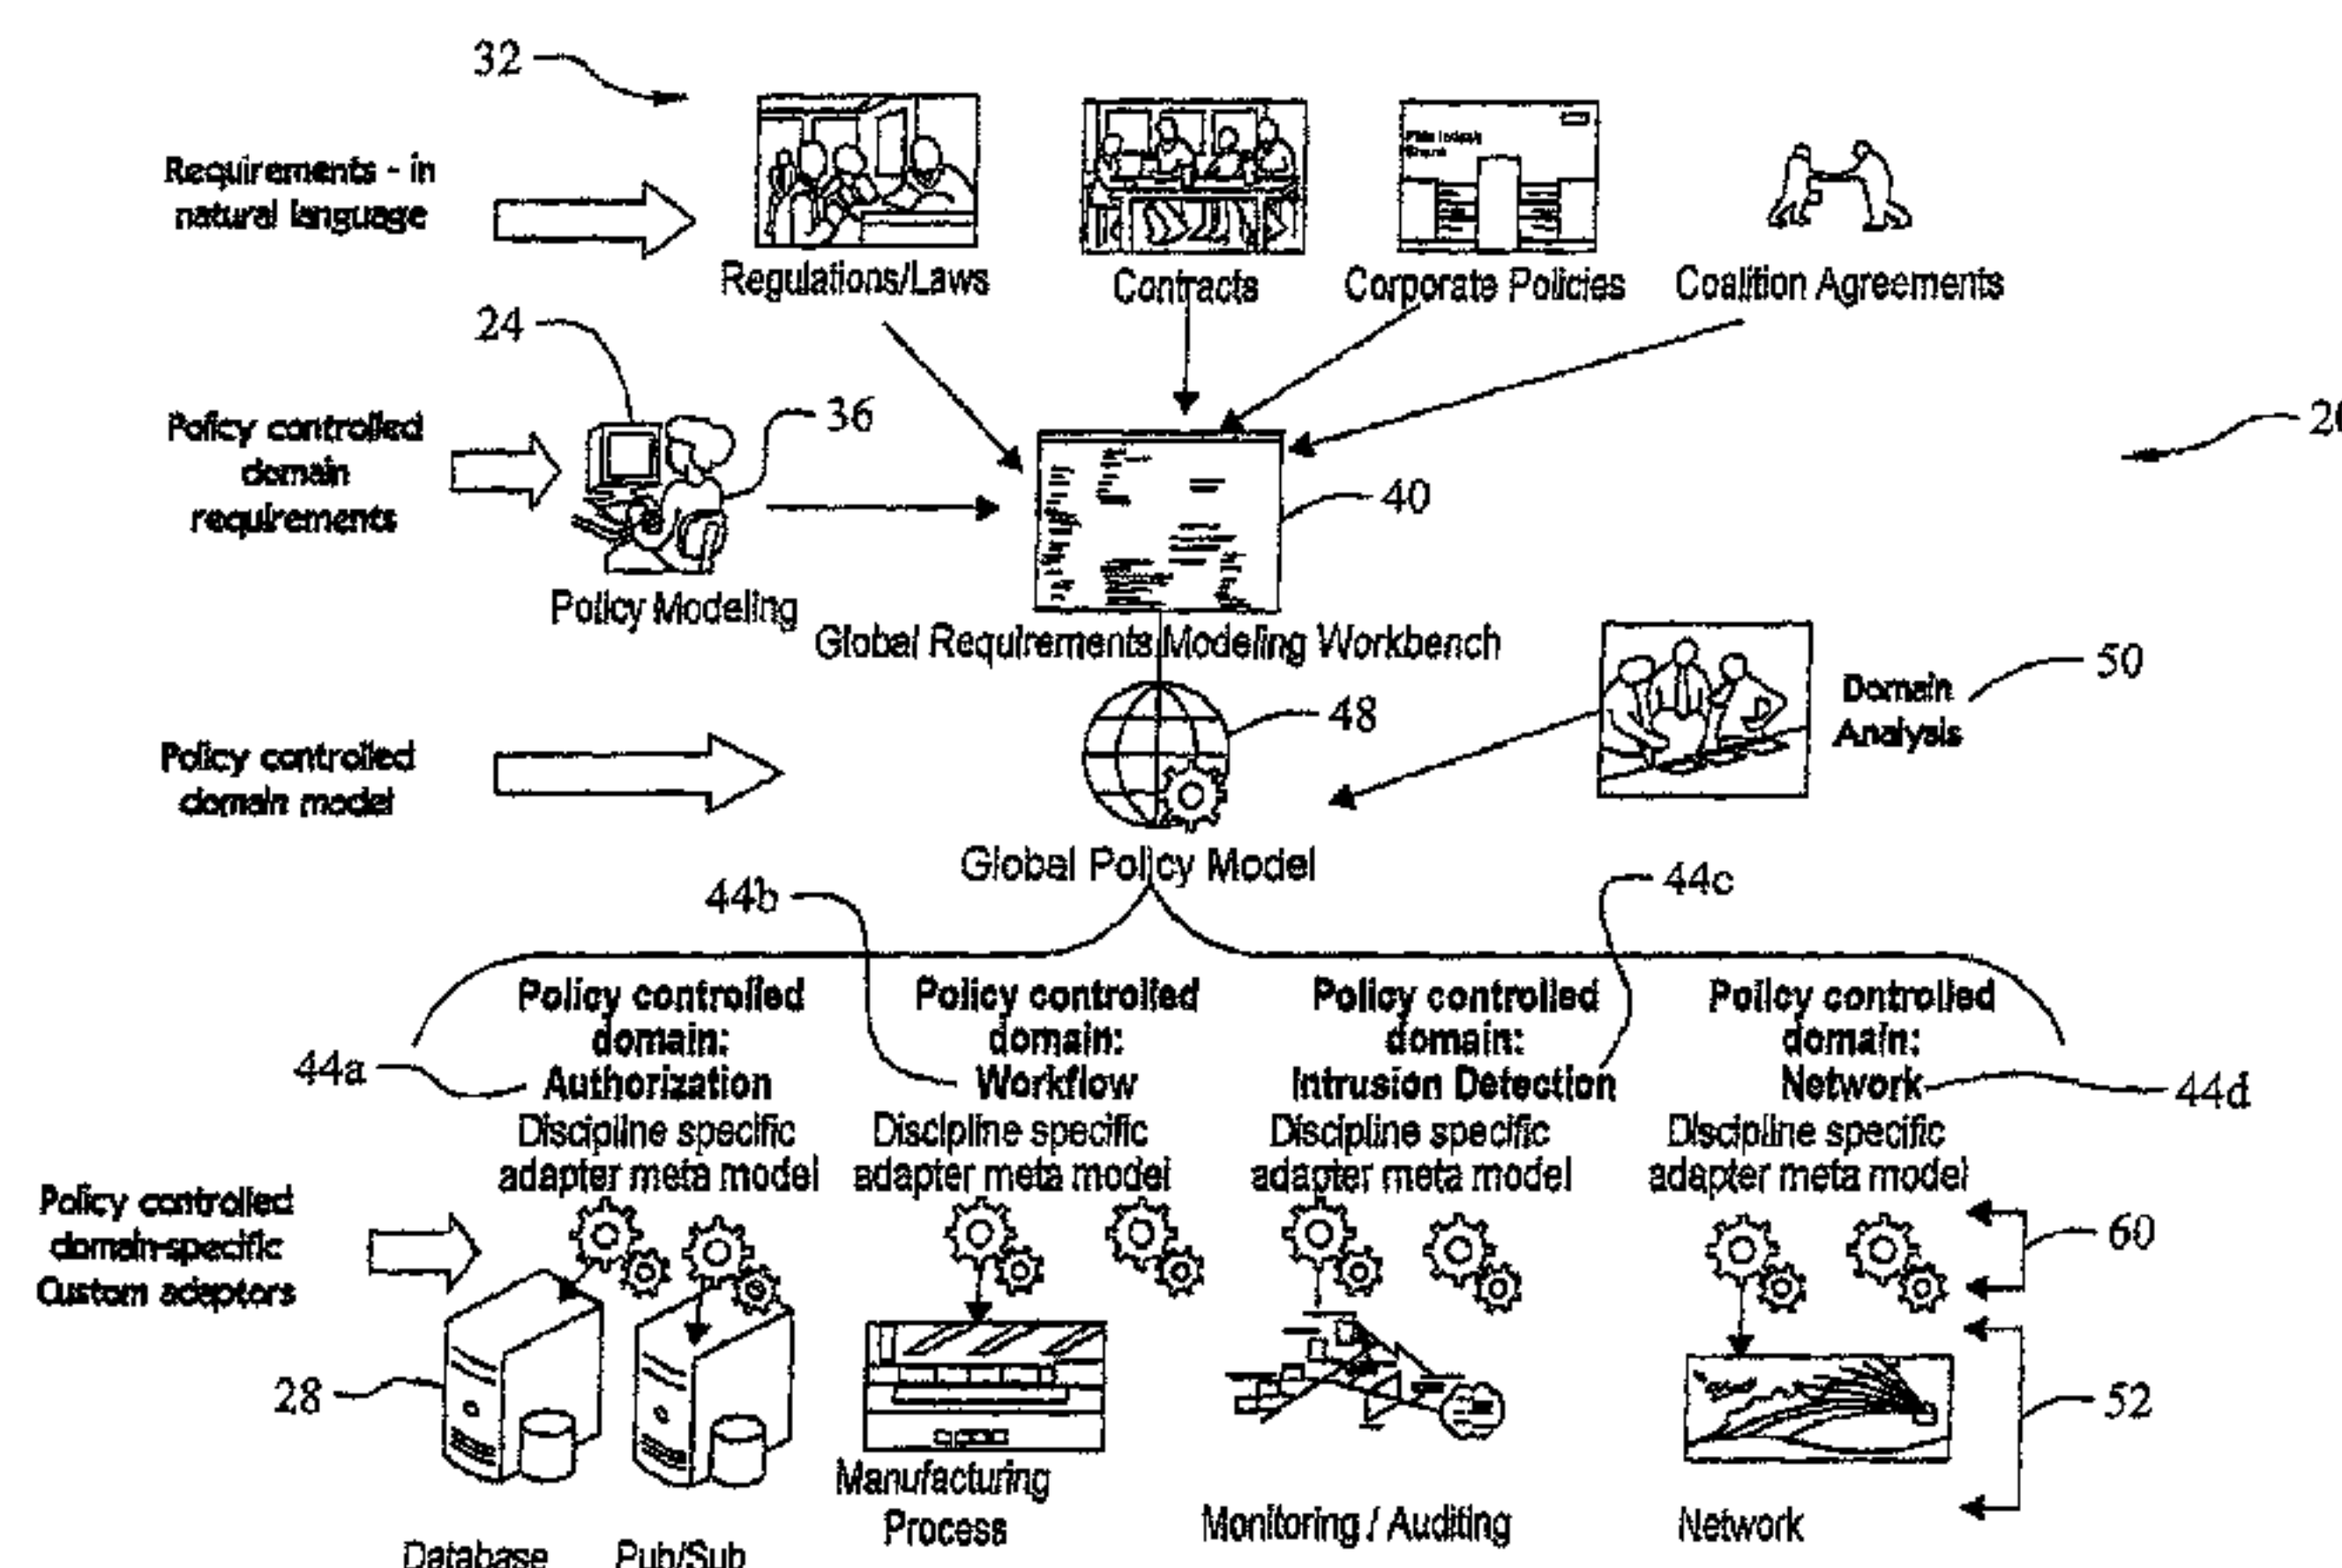 32
Requirements - in
natural language
Regulations/Laws
Contracts
Corporate Policies
Coalition Agreements
24
36
Policy controlled
domain
requirements
40
Policy Modeling
Global Requirements Modeling Workbench
50
Domain
Analysis
48
Policy controlled
domain model
Global Policy Model
44b
44c
Policy controlled
domain:
Authorization
Discipline specific
adapter meta model
Policy controlled
domain:
Workflow
Discipline specific
adapter meta model
Policy controlled
domain:
Intrusion Detection
Discipline specific
adapter meta model
Policy controlled
domain:
Network
Discipline specific
adapter meta model
44a
44d
Policy controlled
domain-specific
Custom adaptors
60
28
52
Manufacturing
Process
Monitoring / Auditing
Network
Database
Pub/Sub